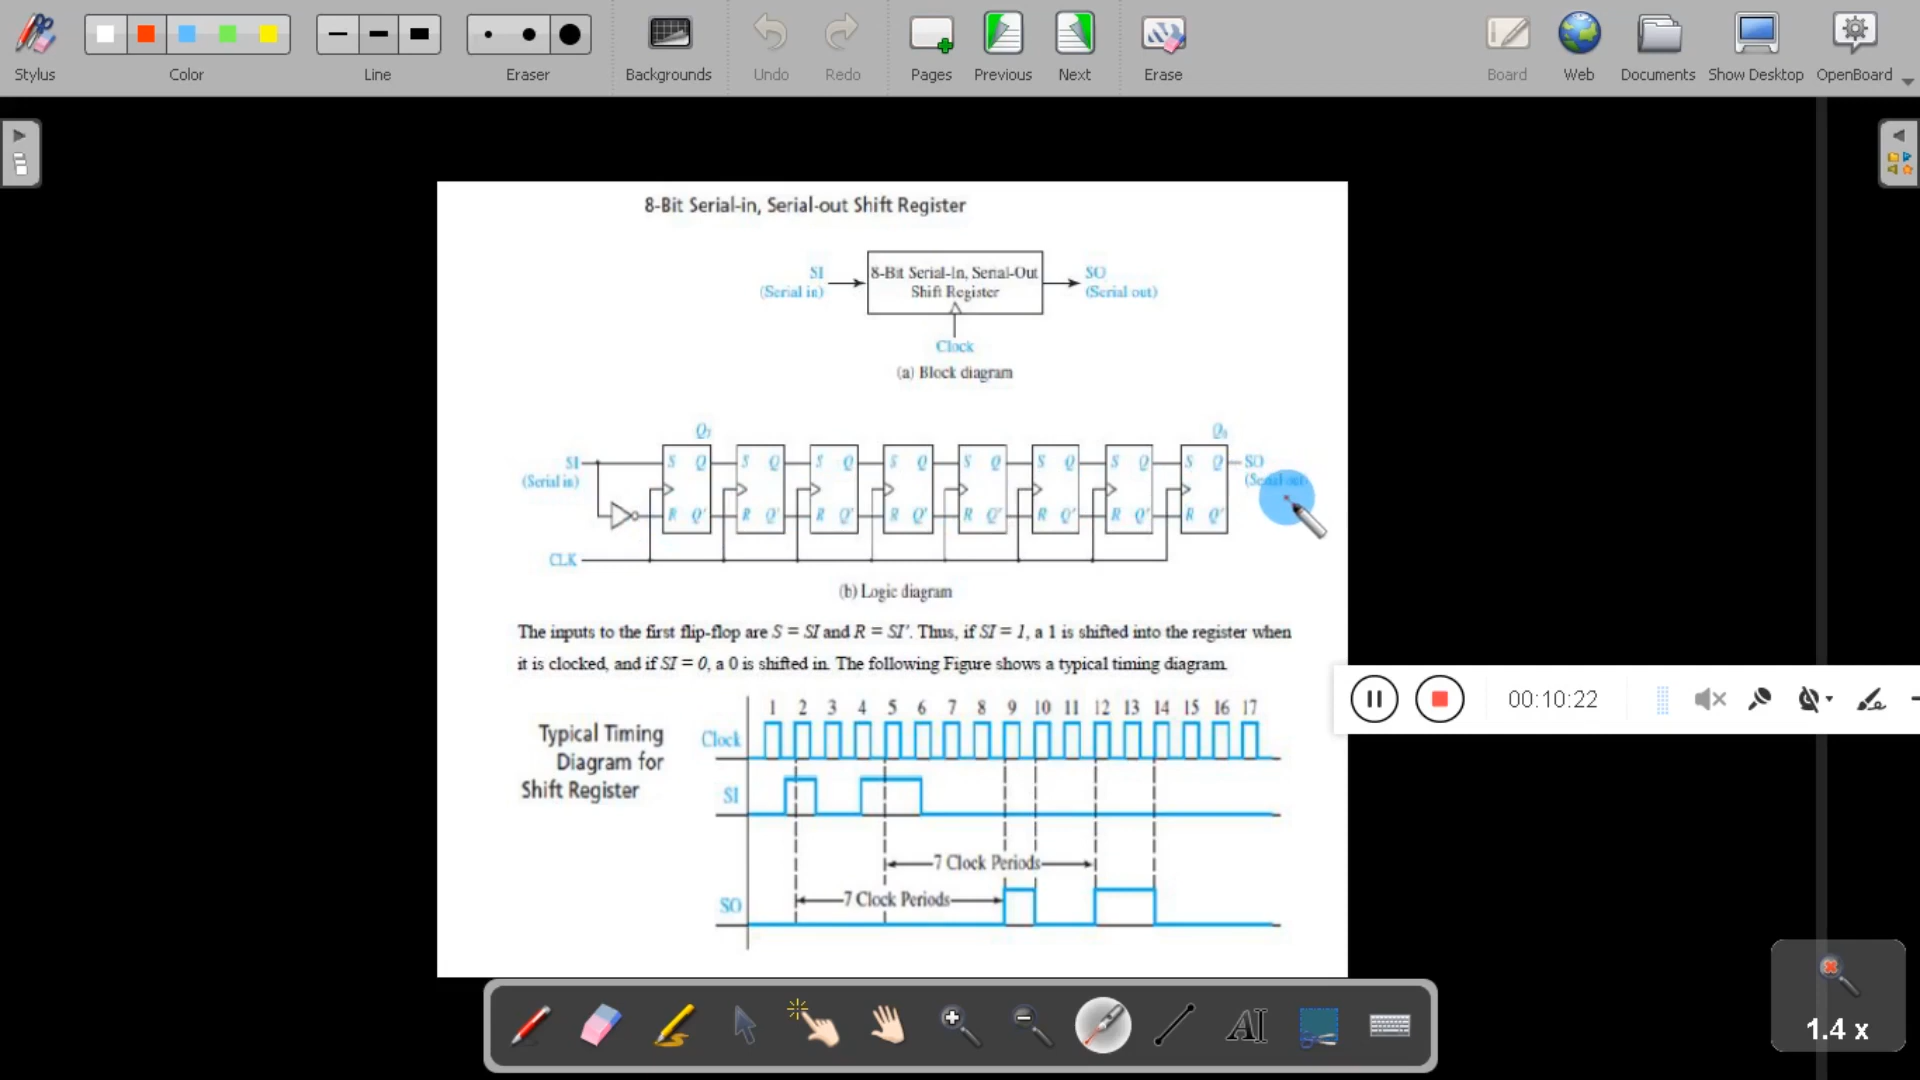 Stylus
Color
Line
Eraser
Backgrounds
Undo
Redo
Pages
Previous
Next
Erase
Board
Web
Documents
Show Desktop
OpenBoard
8-Bit Serial-in, Serial-out Shift Register
SI
(Serial in)
8-Bit Serial-In, Serial-Out
Shift Register
SO
(Serial out)
Clock
(a) Block diagram
Q7 Q0
SI S Q S Q S Q S Q S Q S Q S Q S Q SO
(Serial in) (Serial out)
R Q' R Q' R Q' R Q' R Q' R Q' R Q' R Q'
CLK
(b) Logic diagram
The inputs to the first flip-flop are S = SI and R = SI'. Thus, if SI = 1, a 1 is shifted into the register when
it is clocked, and if SI = 0, a 0 is shifted in. The following Figure shows a typical timing diagram.
1 2 3 4 5 6 7 8 9 10 11 12 13 14 15 16 17
Typical Timing
Diagram for
Shift Register
Clock
SI
7 Clock Periods
7 Clock Periods
SO
00:10:22
AI
1.4 x